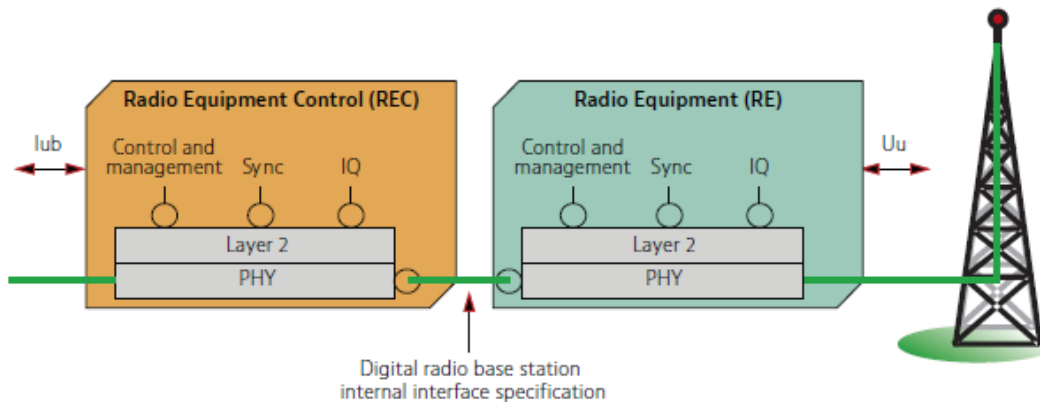 Radio Equipment Control (REC)
Radio Equipment (RE)
Iub
Control and
management
Sync
IQ
Control and
management
Sync
IQ
Uu
Layer 2
PHY
Layer 2
PHY
Digital radio base station
internal interface specification